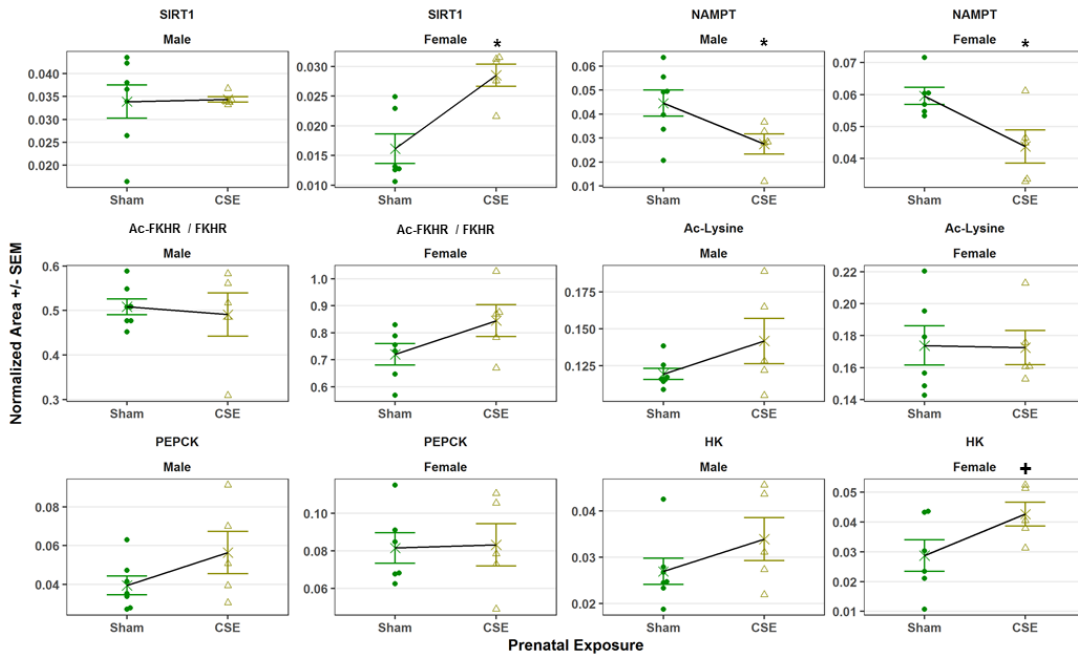 SIRT1 SIRT1 NAMPT NAMPT
Male Female * Male * Female *
0.040 0.030 0.06 0.06
0.035 0.05
0.030 0.025 0.04
0.025 0.020 0.03 0.04
0.020 0.015 0.02
0.010 0.01
Sham CSE Sham CSE Sham CSE Sham CSE
Ac-FKHR / FKHR Ac-FKHR / FKHR Ac-Lysine Ac-Lysine
Male Female Male Female
0.6 1.0 0.175 0.22
0.5 0.9 0.150 0.20
0.4 0.8 0.125 0.18
0.3 0.7 0.16
0.6 0.14
Sham CSE Sham CSE Sham CSE Sham CSE
PEPCK PEPCK HK HK
Male Female Male Female +
0.08 0.10 0.04 0.05
0.06 0.08 0.03 0.04
0.04 0.06 0.02 0.03
0.02
0.01
Sham CSE Sham CSE Sham CSE Sham CSE
Normalized Area +/- SEM
Prenatal Exposure